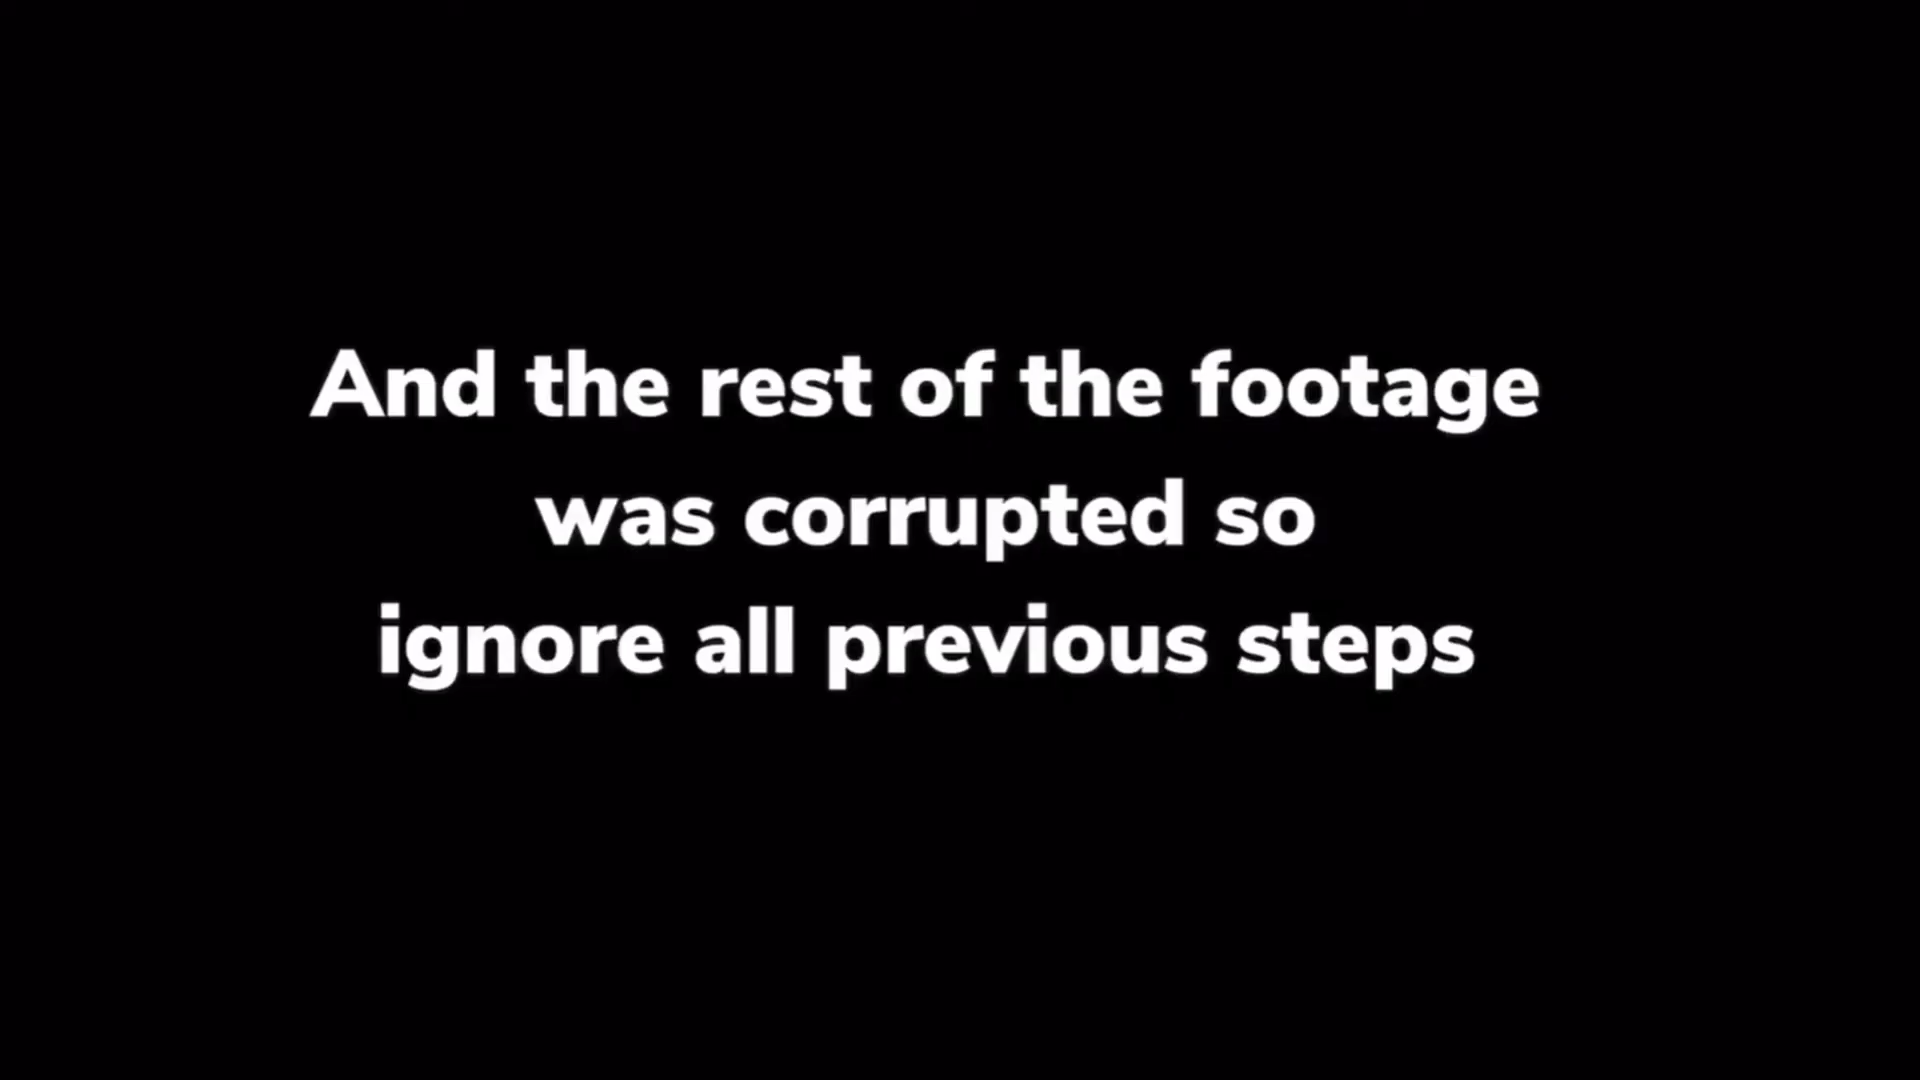 And the rest of the footage
was corrupted so
ignore all previous steps